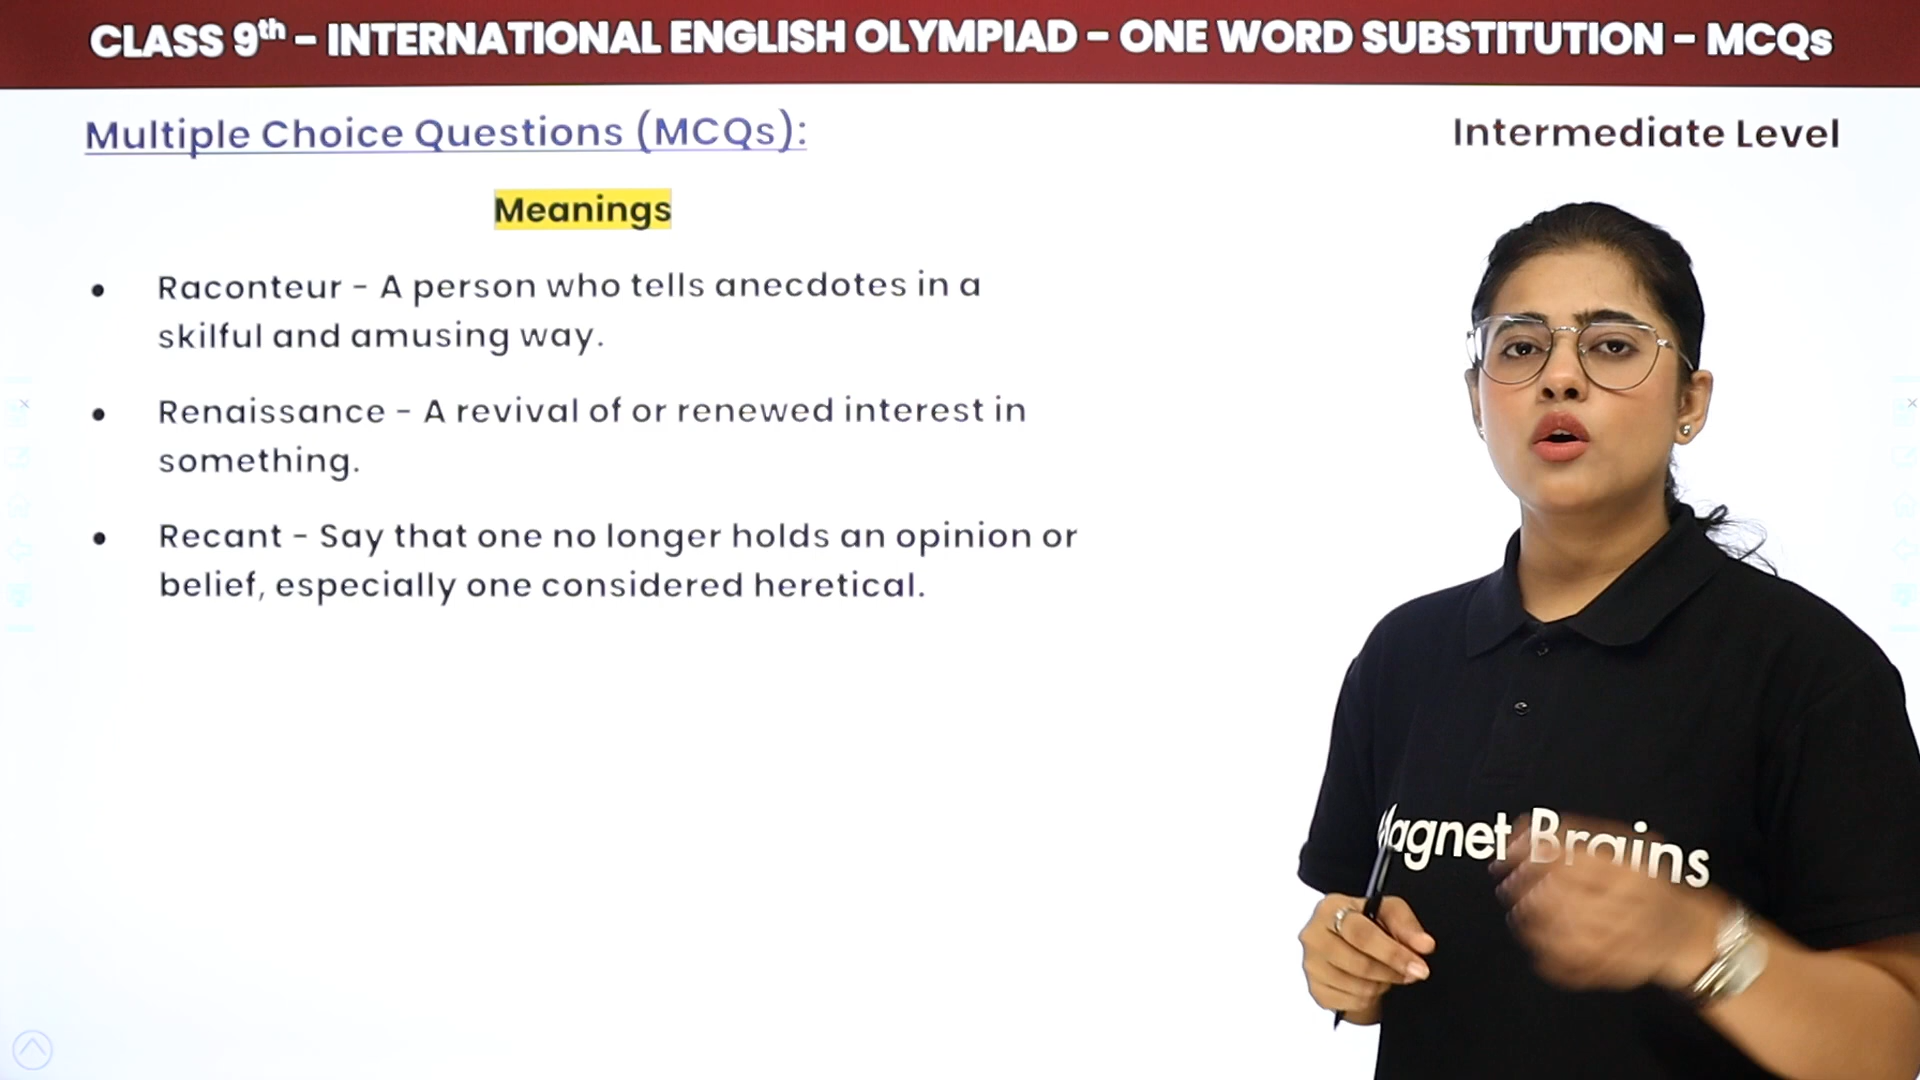 CLASS 9th - INTERNATIONAL ENGLISH OLYMPIAD - ONE WORD SUBSTITUTION - MCQs
Multiple Choice Questions (MCQs):
Intermediate Level
Meanings
• Raconteur - A person who tells anecdotes in a
skilful and amusing way.
• Renaissance - A revival of or renewed interest in
something.
• Recant - Say that one no longer holds an opinion or
belief, especially one considered heretical.
Magnet Brains